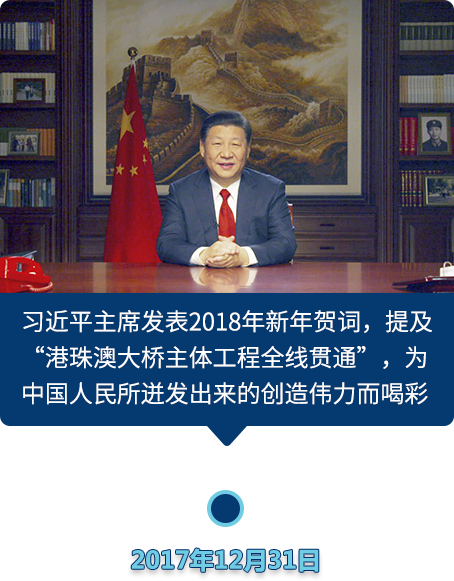 习近平主席发表2018年新年贺词，提及
“港珠澳大桥主体工程全线贯通”，为
中国人民所迸发出来的创造伟力而喝彩
2017年12月31日